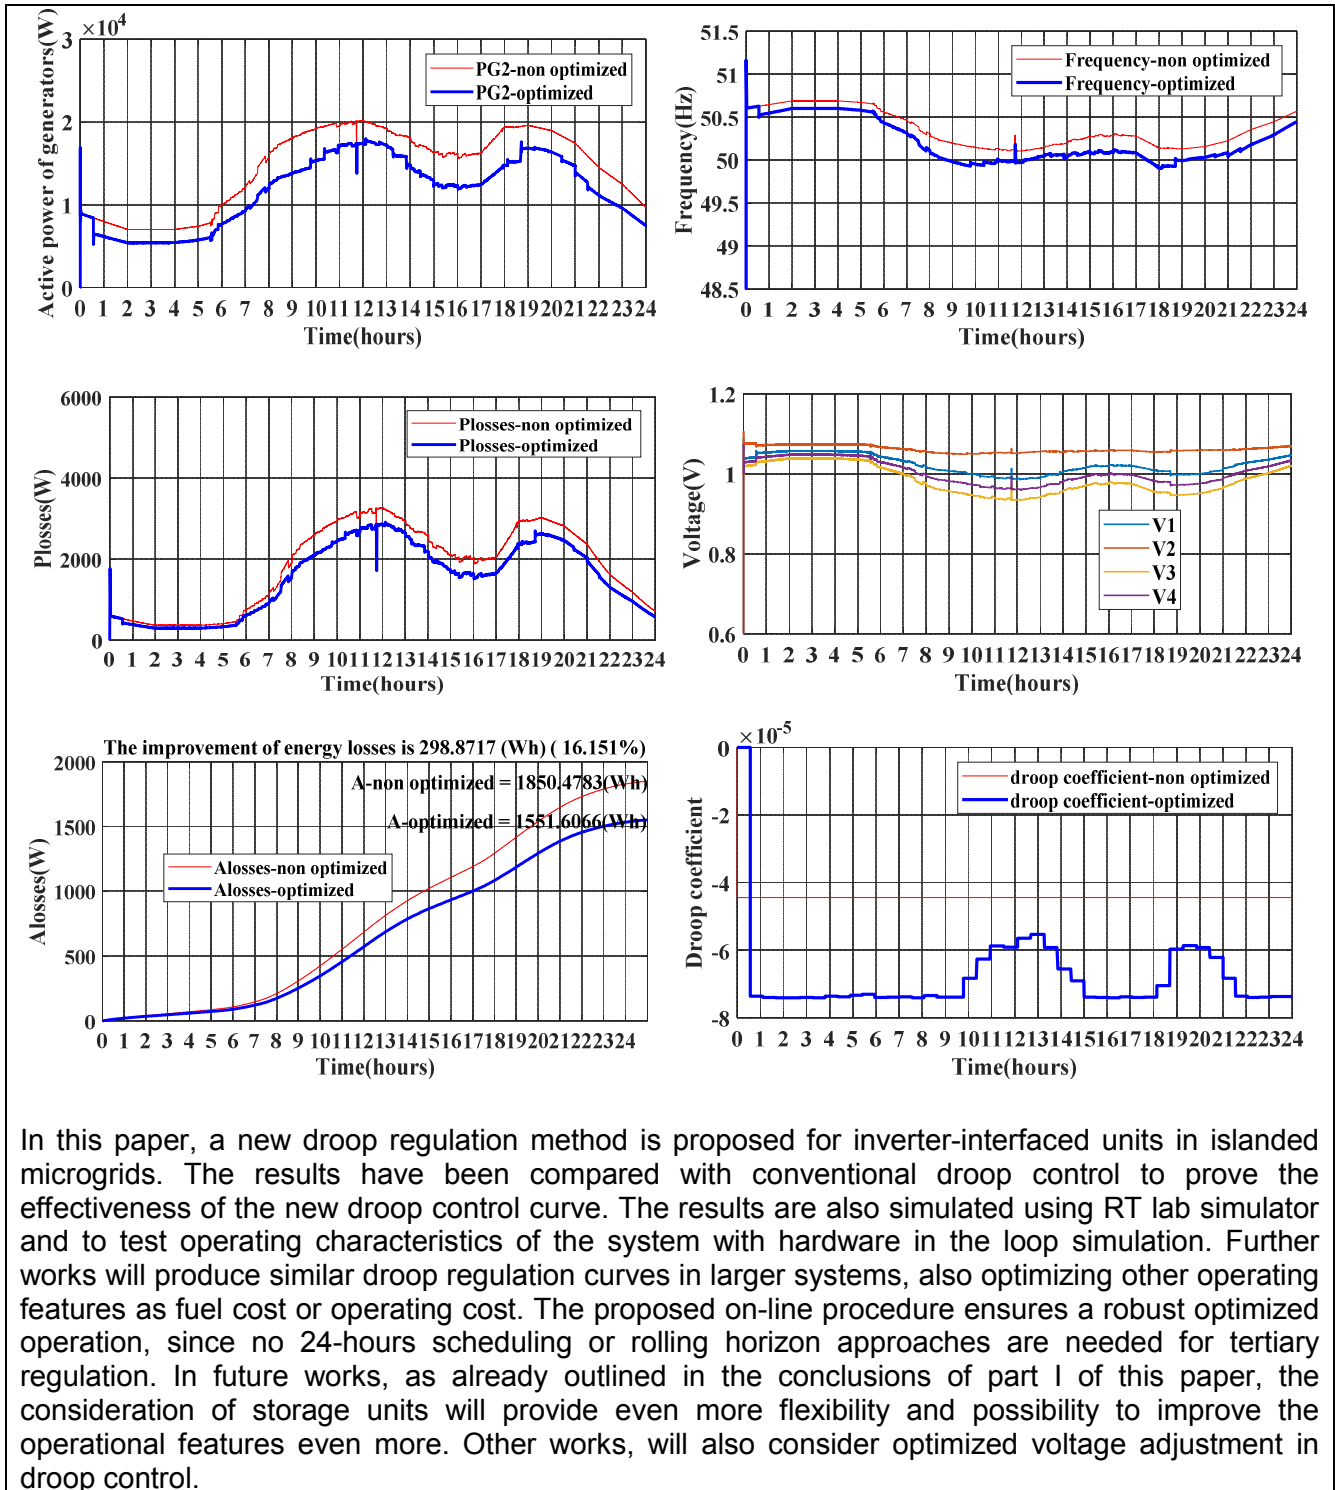 ×10⁴
3
2
1
0
Active power of generators(W)
PG2-non optimized
PG2-optimized
0 1 2 3 4 5 6 7 8 9 10 11 12 13 14 15 16 17 18 19 20 21 22 23 24
Time(hours)
51.5
51
50.5
50
49.5
49
48.5
Frequency(Hz)
Frequency-non optimized
Frequency-optimized
0 1 2 3 4 5 6 7 8 9 10 11 12 13 14 15 16 17 18 19 20 21 22 23 24
Time(hours)
6000
4000
2000
0
Plosses(W)
Plosses-non optimized
Plosses-optimized
0 1 2 3 4 5 6 7 8 9 10 11 12 13 14 15 16 17 18 19 20 21 22 23 24
Time(hours)
1.2
1
0.8
0.6
Voltage(V)
V1
V2
V3
V4
0 1 2 3 4 5 6 7 8 9 10 11 12 13 14 15 16 17 18 19 20 21 22 23 24
Time(hours)
The improvement of energy losses is 298.8717 (Wh) ( 16.151%)
A-non optimized = 1850.4783(Wh)
A-optimized = 1551.6066(Wh)
2000
1500
1000
500
0
Alosses(W)
Alosses-non optimized
Alosses-optimized
0 1 2 3 4 5 6 7 8 9 10 11 12 13 14 15 16 17 18 19 20 21 22 23 24
Time(hours)
×10⁻⁵
0
-2
-4
-6
-8
Droop coefficient
droop coefficient-non optimized
droop coefficient-optimized
0 1 2 3 4 5 6 7 8 9 10 11 12 13 14 15 16 17 18 19 20 21 22 23 24
Time(hours)
In this paper, a new droop regulation method is proposed for inverter-interfaced units in islanded
microgrids. The results have been compared with conventional droop control to prove the
effectiveness of the new droop control curve. The results are also simulated using RT lab simulator
and to test operating characteristics of the system with hardware in the loop simulation. Further
works will produce similar droop regulation curves in larger systems, also optimizing other operating
features as fuel cost or operating cost. The proposed on-line procedure ensures a robust optimized
operation, since no 24-hours scheduling or rolling horizon approaches are needed for tertiary
regulation. In future works, as already outlined in the conclusions of part I of this paper, the
consideration of storage units will provide even more flexibility and possibility to improve the
operational features even more. Other works, will also consider optimized voltage adjustment in
droop control.